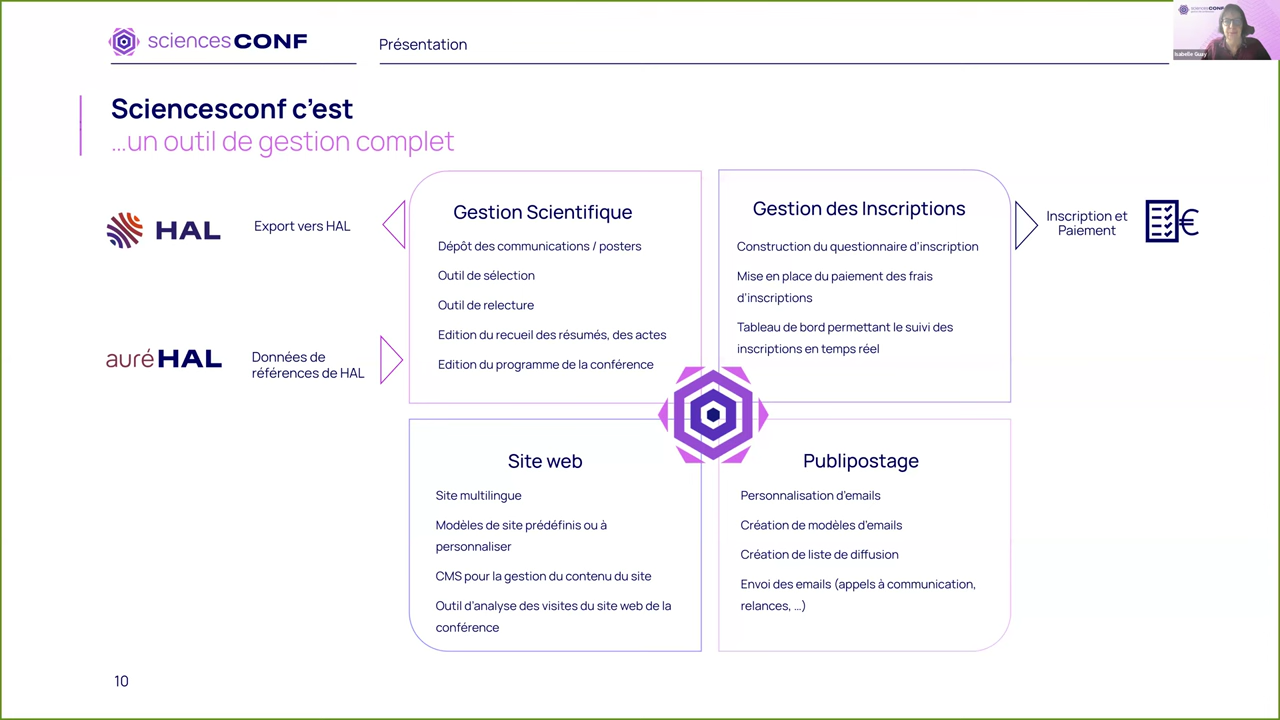 sciencesCONF
Présentation
Isabelle Guay
Sciencesconf c'est
...un outil de gestion complet
HAL
Export vers HAL
auréHAL
Données de
références de HAL
Gestion Scientifique
Dépôt des communications / posters
Outil de sélection
Outil de relecture
Edition du recueil des résumés, des actes
Edition du programme de la conférence
Gestion des Inscriptions
Construction du questionnaire d'inscription
Mise en place du paiement des frais
d'inscriptions
Tableau de bord permettant le suivi des
inscriptions en temps réel
Inscription et
Paiement
€
Site web
Site multilingue
Modèles de site prédéfinis ou à
personnaliser
CMS pour la gestion du contenu du site
Outil d'analyse des visites du site web de la
conférence
Publipostage
Personnalisation d'emails
Création de modèles d'emails
Création de liste de diffusion
Envoi des emails (appels à communication,
relances, ...)
10